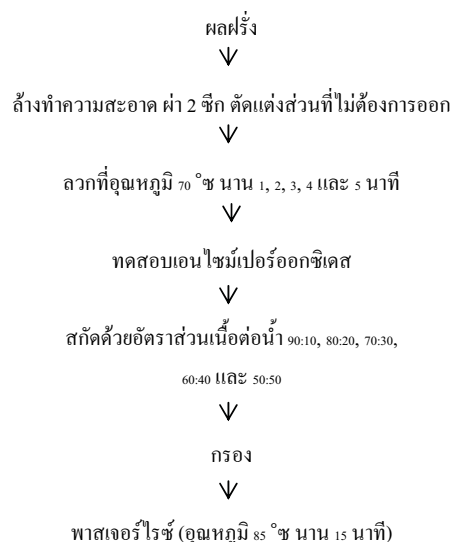 ผลฝรั่ง
ล้างทำความสะอาด ผ่า 2 ซีก ตัดแต่งส่วนที่ไม่ต้องการออก
ลวกที่อุณหภูมิ 70 °ซ นาน 1, 2, 3, 4 และ 5 นาที
ทดสอบเอนไซม์เปอร์ออกซิเดส
สกัดด้วยอัตราส่วนเนื้อต่อน้ำ 90:10, 80:20, 70:30,
60:40 และ 50:50
กรอง
พาสเจอร์ไรซ์ (อุณหภูมิ 85 °ซ นาน 15 นาที)